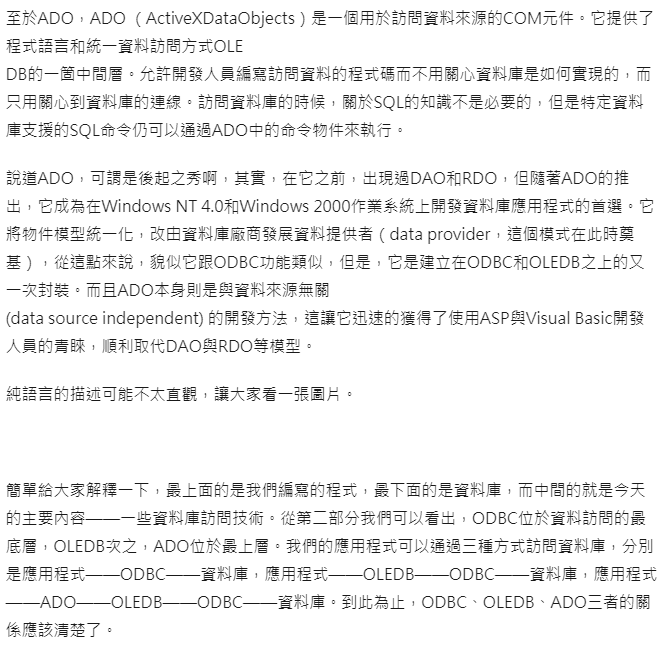 至於ADO，ADO （ActiveXDataObjects）是一個用於訪問資料來源的COM元件。它提供了
程式語言和統一資料訪問方式OLE
DB的一箇中間層。允許開發人員編寫訪問資料的程式碼而不用關心資料庫是如何實現的，而
只用關心到資料庫的連線。訪問資料庫的時候，關於SQL的知識不是必要的，但是特定資料
庫支援的SQL命令仍可以通過ADO中的命令物件來執行。
說道ADO，可謂是後起之秀啊，其實，在它之前，出現過DAO和RDO，但隨著ADO的推
出，它成為在Windows NT 4.0和Windows 2000作業系統上開發資料庫應用程式的首選。它
將物件模型統一化，改由資料庫廠商發展資料提供者（data provider，這個模式在此時奠
基），從這點來說，貌似它跟ODBC功能類似，但是，它是建立在ODBC和OLEDB之上的又
一次封裝。而且ADO本身則是與資料來源無關
(data source independent) 的開發方法，這讓它迅速的獲得了使用ASP與Visual Basic開發
人員的青睞，順利取代DAO與RDO等模型。
純語言的描述可能不太直觀，讓大家看一張圖片。
簡單給大家解釋一下，最上面的是我們編寫的程式，最下面的是資料庫，而中間的就是今天
的主要內容——一些資料庫訪問技術。從第二部分我們可以看出，ODBC位於資料訪問的最
底層，OLEDB次之，ADO位於最上層。我們的應用程式可以通過三種方式訪問資料庫，分別
是應用程式——ODBC——資料庫，應用程式——OLEDB——ODBC——資料庫，應用程式
——ADO——OLEDB——ODBC——資料庫。到此為止，ODBC、OLEDB、ADO三者的關
係應該清楚了。